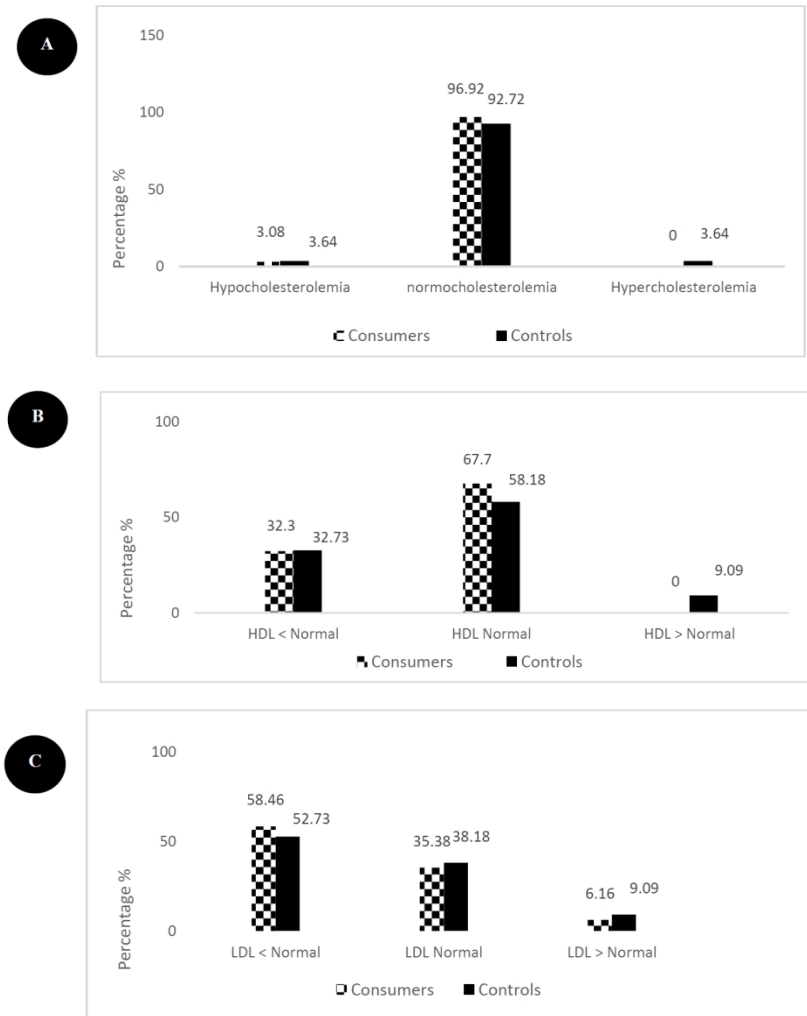 A
150
100
50
0
Percentage %
96.92
92.72
3.08
3.64
0
3.64
Hypocholesterolemia normocholesterolemia Hypercholesterolemia
Consumers Controls
B
100
50
0
Percentage %
67.7
58.18
32.3 32.73
0
9.09
HDL < Normal HDL Normal HDL > Normal
Consumers Controls
C
100
50
0
Percentage %
58.46
52.73
35.38 38.18
6.16
9.09
LDL < Normal LDL Normal LDL > Normal
Consumers Controls